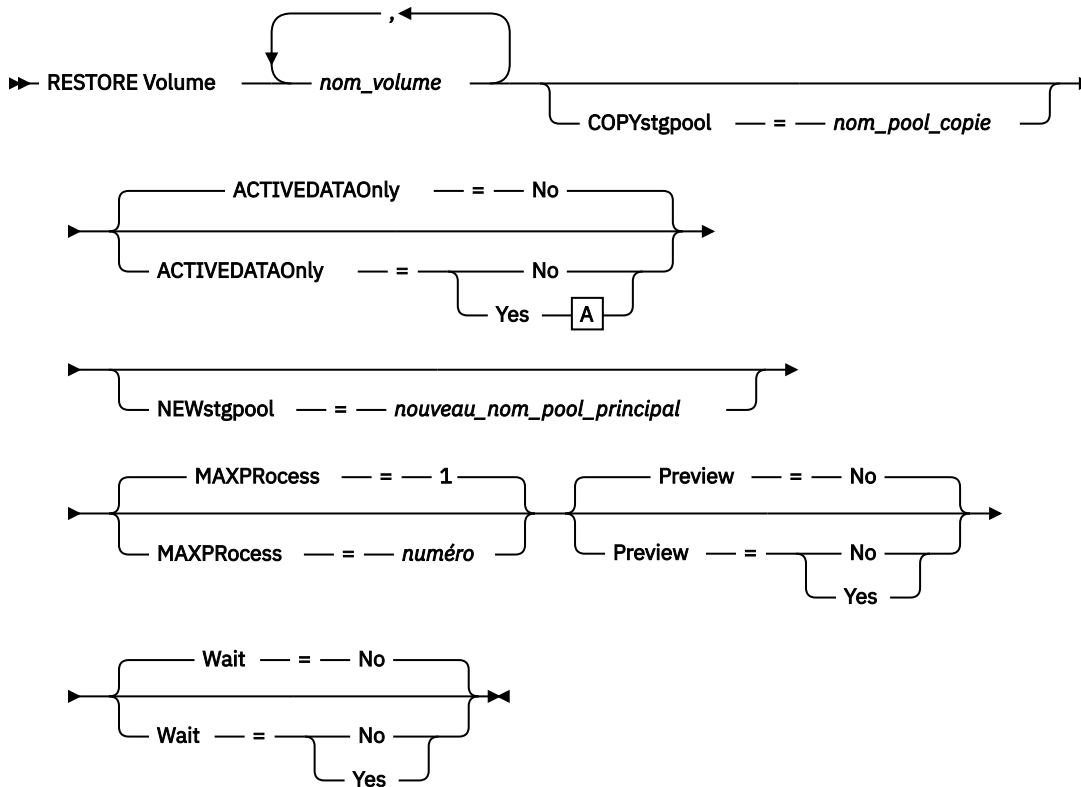 ,
RESTORE Volume nom_volume
COPYstgpool = nom_pool_copie
ACTIVEDATAOnly = No
ACTIVEDATAOnly = No
Yes A
NEWstgpool = nouveau_nom_pool_principal
MAXPRocess = 1 Preview = No
MAXPRocess = numéro Preview = No
Yes
Wait = No
Wait = No
Yes